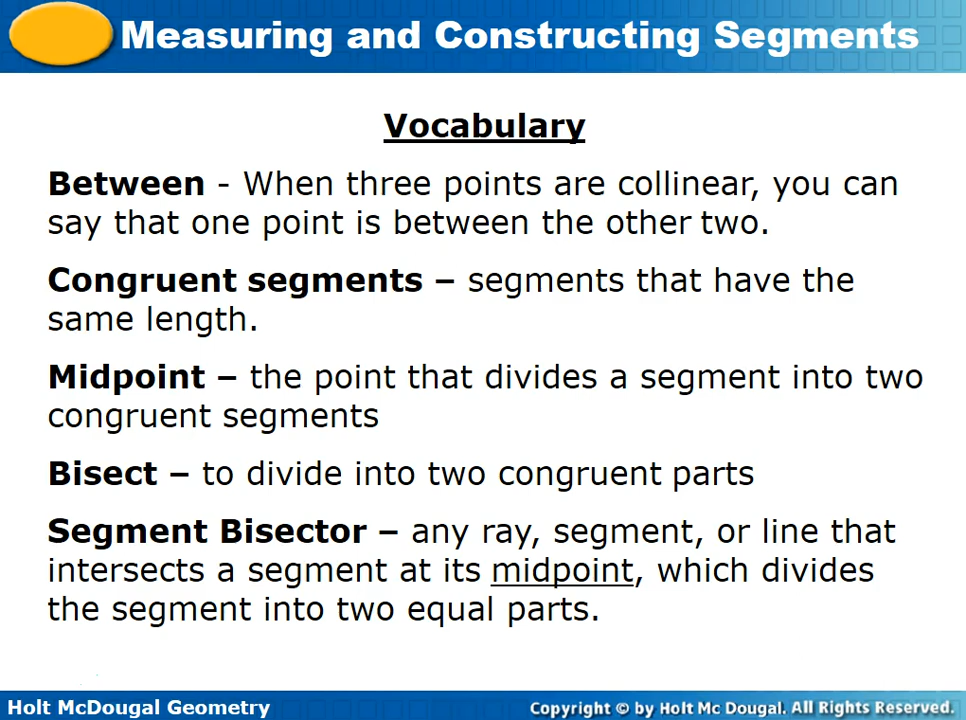 Measuring and Constructing Segments
Vocabulary
Between - When three points are collinear, you can
say that one point is between the other two.
Congruent segments – segments that have the
same length.
Midpoint – the point that divides a segment into two
congruent segments
Bisect – to divide into two congruent parts
Segment Bisector – any ray, segment, or line that
intersects a segment at its midpoint, which divides
the segment into two equal parts.
Holt McDougal Geometry
Copyright © by Holt Mc Dougal. All Rights Reserved.